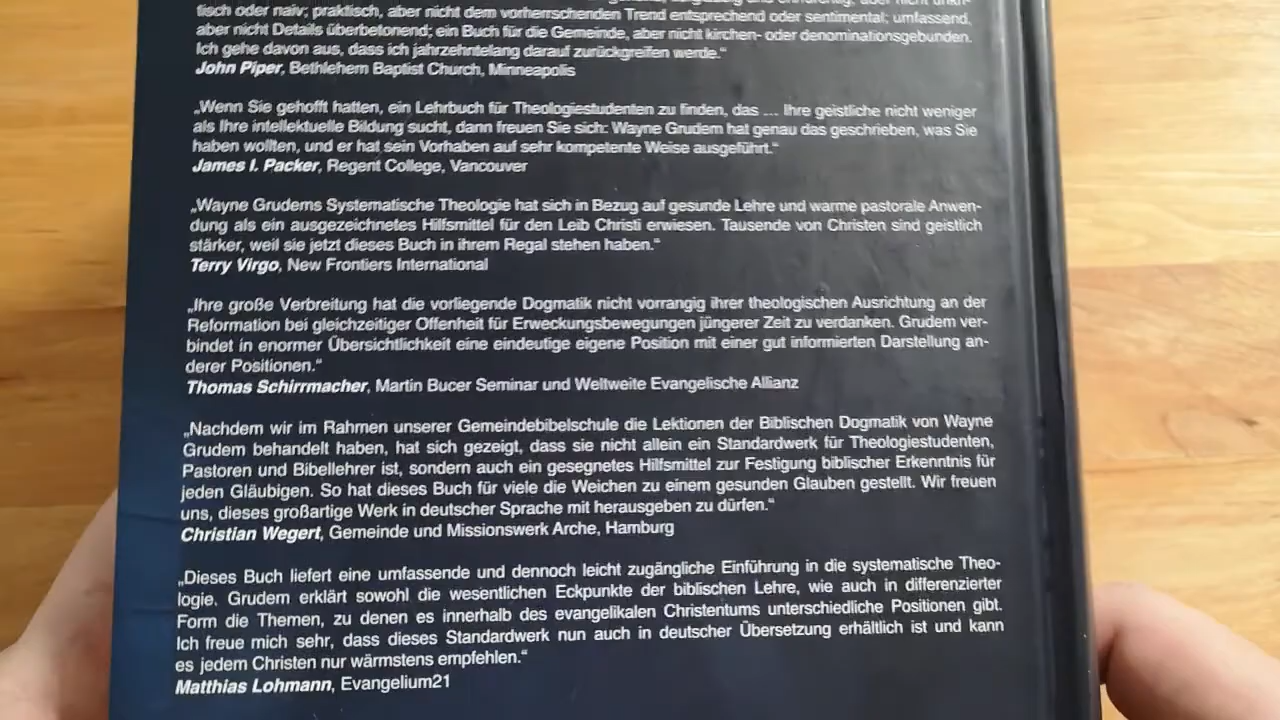 tisch oder naiv; praktisch, aber nicht dem vorherrschenden Trend entsprechend oder sentimental; umfassend,
aber nicht Details überbetonend; ein Buch für die Gemeinde, aber nicht kirchen- oder denominationsgebunden.
Ich gehe davon aus, dass ich jahrzehntelang darauf zurückgreifen werde.“
John Piper, Bethlehem Baptist Church, Minneapolis
„Wenn Sie gehofft hatten, ein Lehrbuch für Theologiestudenten zu finden, das ... Ihre geistliche nicht weniger
als Ihre intellektuelle Bildung sucht, dann freuen Sie sich: Wayne Grudem hat genau das geschrieben, was Sie
haben wollten, und er hat sein Vorhaben auf sehr kompetente Weise ausgeführt.“
James I. Packer, Regent College, Vancouver
„Wayne Grudems Systematische Theologie hat sich in Bezug auf gesunde Lehre und warme pastorale Anwen-
dung als ein ausgezeichnetes Hilfsmittel für den Leib Christi erwiesen. Tausende von Christen sind geistlich
stärker, weil sie jetzt dieses Buch in ihrem Regal stehen haben.“
Terry Virgo, New Frontiers International
„Ihre große Verbreitung hat die vorliegende Dogmatik nicht vorrangig ihrer theologischen Ausrichtung an der
Reformation bei gleichzeitiger Offenheit für Erweckungsbewegungen jüngerer Zeit zu verdanken. Grudem ver-
bindet in enormer Übersichtlichkeit eine eindeutige eigene Position mit einer gut informierten Darstellung an-
derer Positionen.“
Thomas Schirrmacher, Martin Bucer Seminar und Weltweite Evangelische Allianz
„Nachdem wir im Rahmen unserer Gemeindebibelschule die Lektionen der Biblischen Dogmatik von Wayne
Grudem behandelt haben, hat sich gezeigt, dass sie nicht allein ein Standardwerk für Theologiestudenten,
Pastoren und Bibellehrer ist, sondern auch ein gesegnetes Hilfsmittel zur Festigung biblischer Erkenntnis für
jeden Gläubigen. So hat dieses Buch für viele die Weichen zu einem gesunden Glauben gestellt. Wir freuen
uns, dieses großartige Werk in deutscher Sprache mit herausgeben zu dürfen.“
Christian Wegert, Gemeinde und Missionswerk Arche, Hamburg
„Dieses Buch liefert eine umfassende und dennoch leicht zugängliche Einführung in die systematische Theo-
logie. Grudem erklärt sowohl die wesentlichen Eckpunkte der biblischen Lehre, wie auch in differenzierter
Form die Themen, zu denen es innerhalb des evangelikalen Christentums unterschiedliche Positionen gibt.
Ich freue mich sehr, dass dieses Standardwerk nun auch in deutscher Übersetzung erhältlich ist und kann
es jedem Christen nur wärmstens empfehlen.“
Matthias Lohmann, Evangelium21